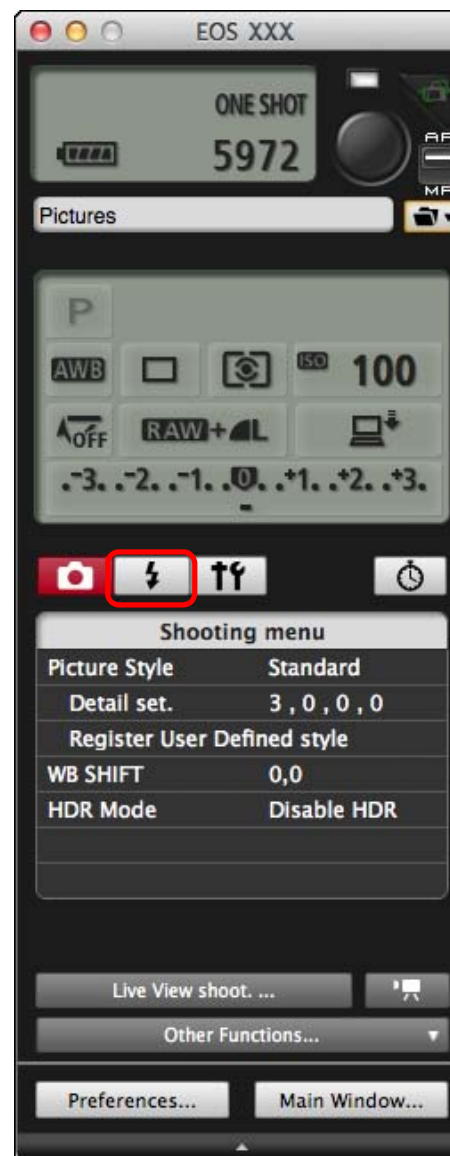 EOS XXX
ONE SHOT
5972
AF
MF
Pictures
P
AWB
ISO 100
OFF RAW+L
.-3. .-2. .-1. .0. .+1. .+2. .+3.
Shooting menu
Picture Style Standard
Detail set. 3 , 0 , 0 , 0
Register User Defined style
WB SHIFT 0,0
HDR Mode Disable HDR
Live View shoot. ...
Other Functions...
Preferences... Main Window...